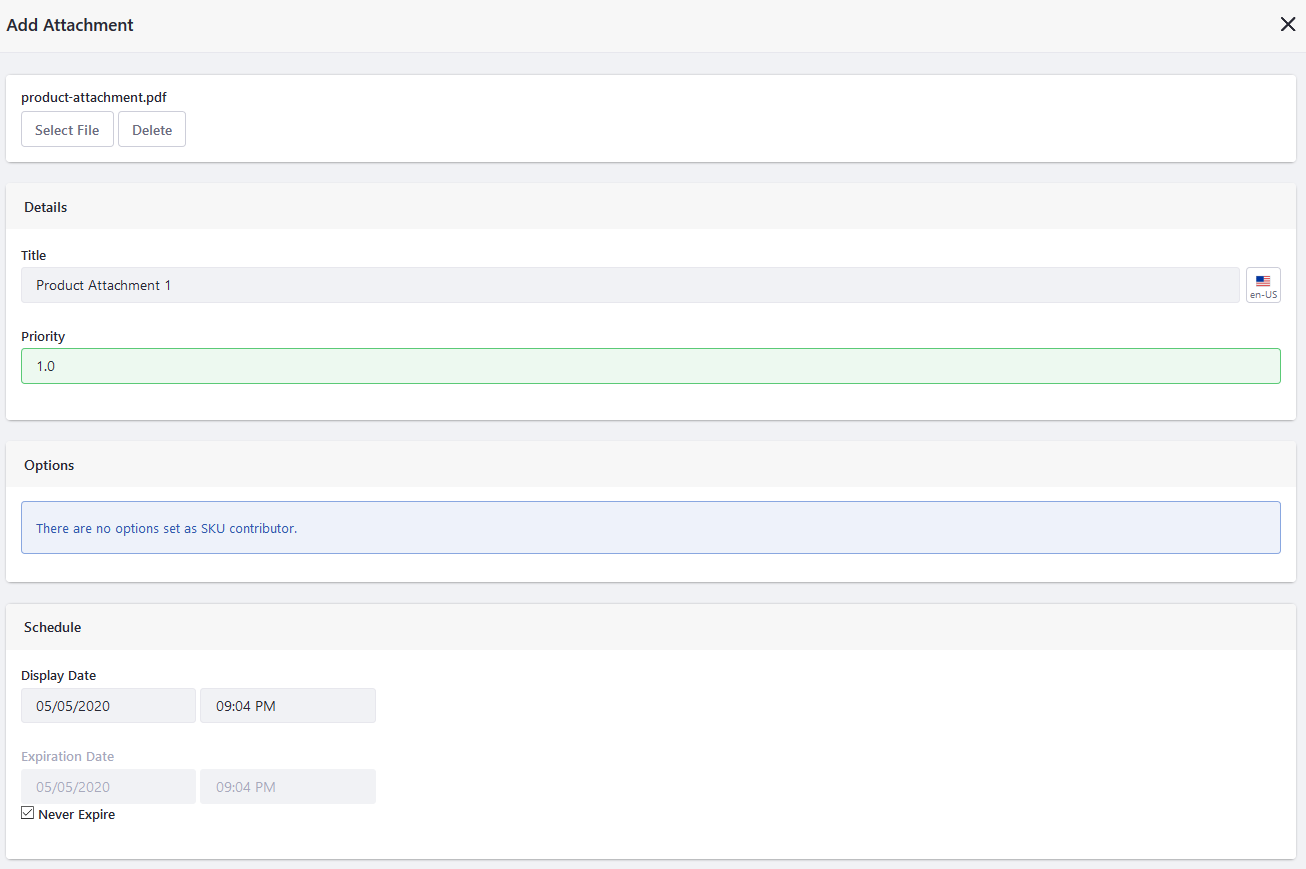 Add Attachment
product-attachment.pdf
Select File Delete
Details
Title
Product Attachment 1
en-US
Priority
1.0
Options
There are no options set as SKU contributor.
Schedule
Display Date
05/05/2020 09:04 PM
Expiration Date
05/05/2020 09:04 PM
Never Expire